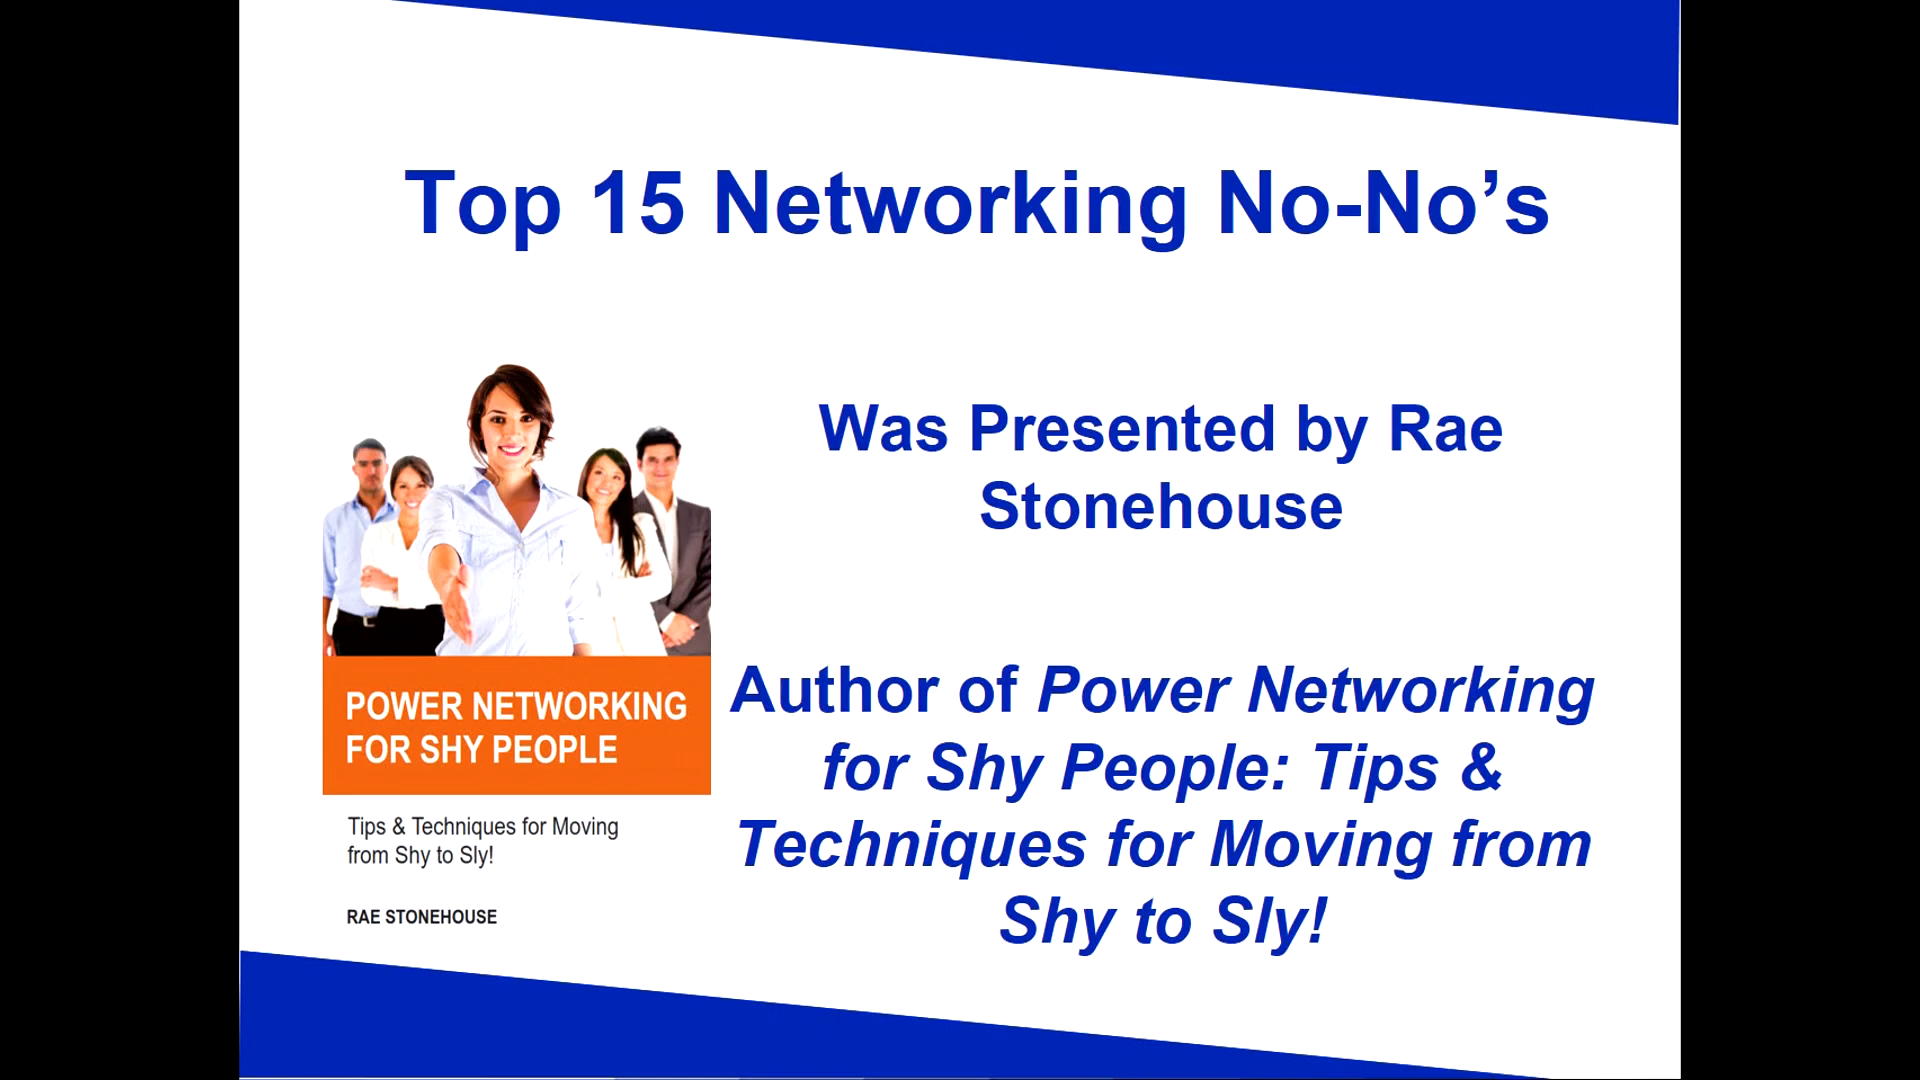 Top 15 Networking No-No’s
Was Presented by Rae
Stonehouse
Author of Power Networking
for Shy People: Tips &
Techniques for Moving from
Shy to Sly!
POWER NETWORKING
FOR SHY PEOPLE
Tips & Techniques for Moving
from Shy to Sly!
RAE STONEHOUSE